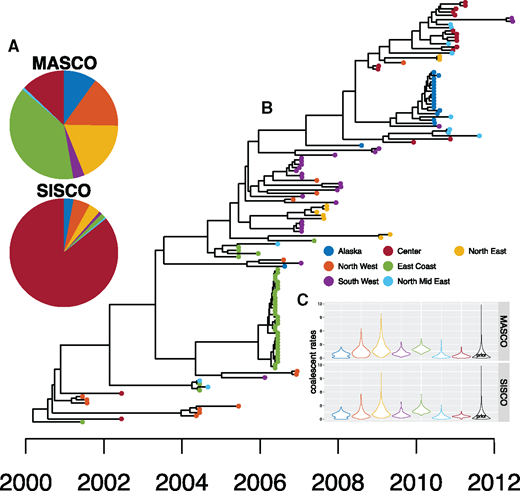 A
MASCO
B
SISCO
Alaska Center North East
North West East Coast
South West North Mid East
C
coalescent rates
MASCO
SISCO
2000 2002 2004 2006 2008 2010 2012